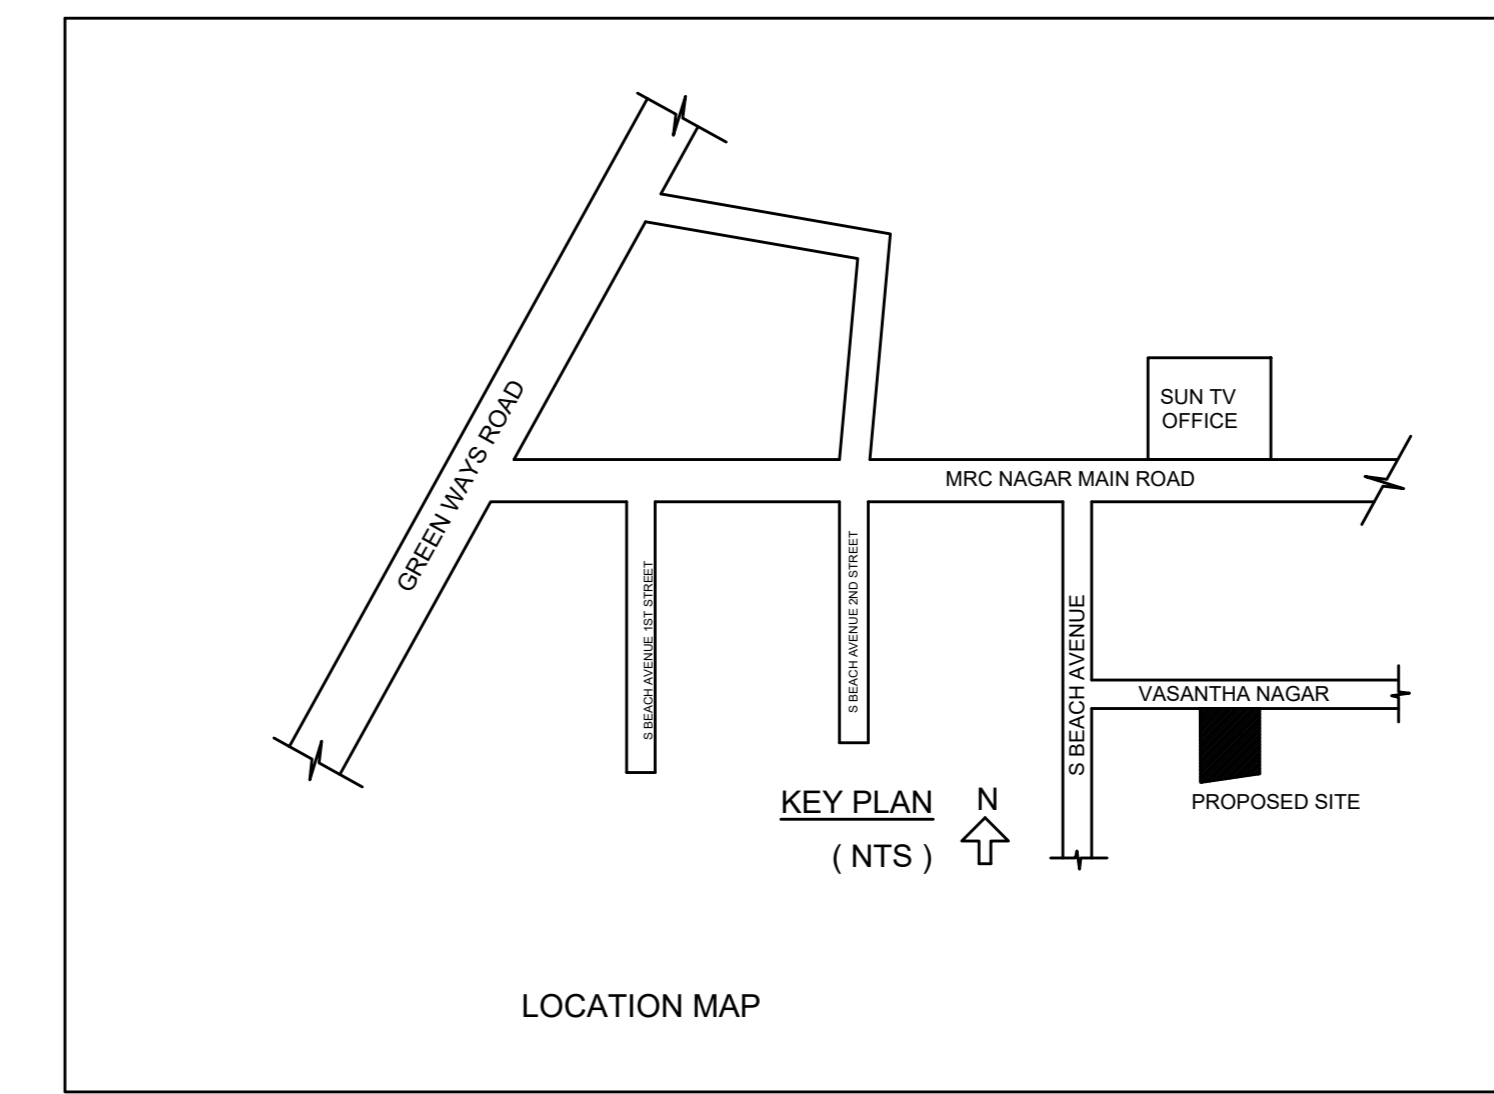 GREEN WAYS ROAD
SUN TV
OFFICE
MRC NAGAR MAIN ROAD
S BEACH AVENUE 1ST STREET
S BEACH AVENUE 2ND STREET
S BEACH AVENUE
VASANTHA NAGAR
PROPOSED SITE
KEY PLAN
N
( NTS )
LOCATION MAP